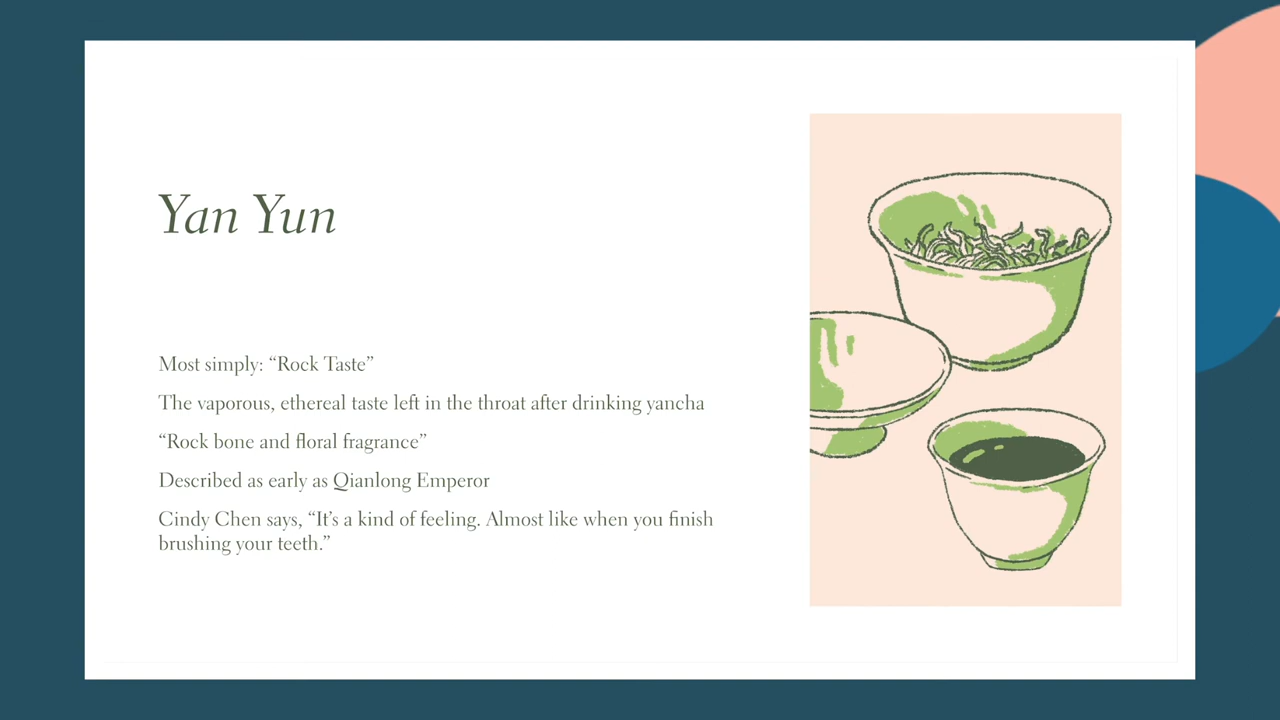 Yan Yun
Most simply: “Rock Taste”
The vaporous, ethereal taste left in the throat after drinking yancha
“Rock bone and floral fragrance”
Described as early as Qianlong Emperor
Cindy Chen says, “It’s a kind of feeling. Almost like when you finish
brushing your teeth.”